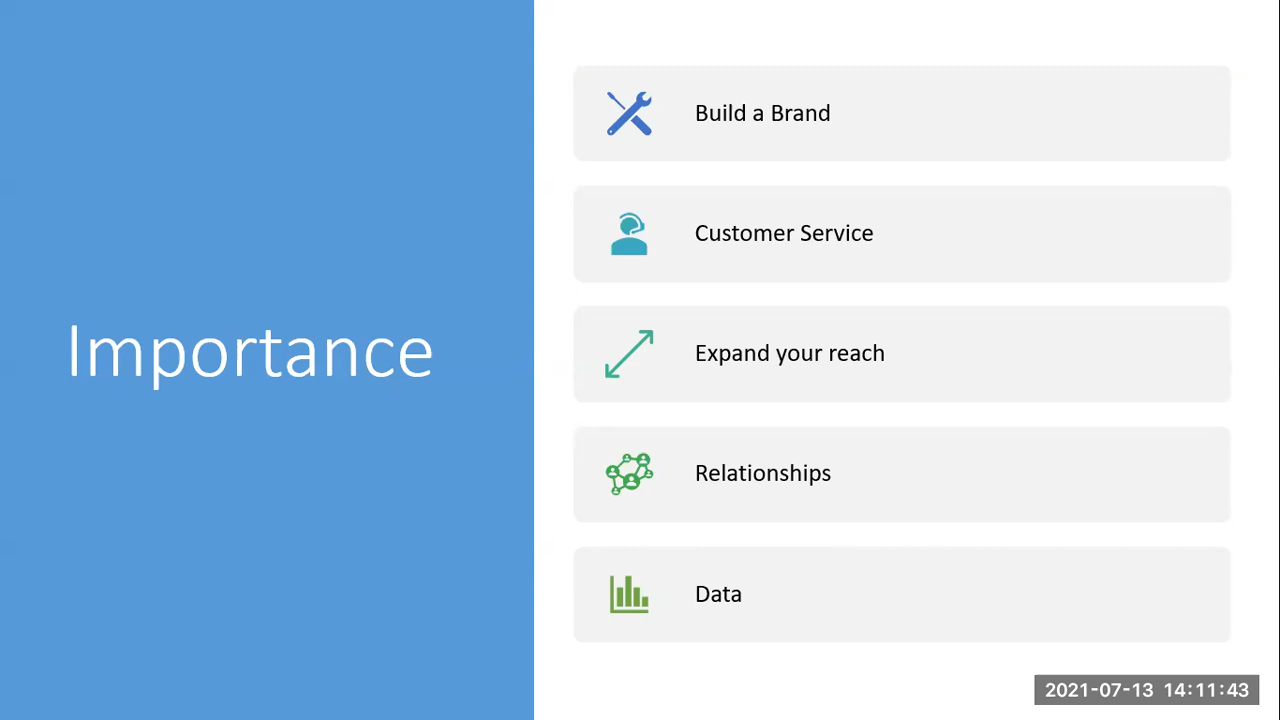 Importance
Build a Brand
Customer Service
Expand your reach
Relationships
Data
2021-07-13 14:11:43